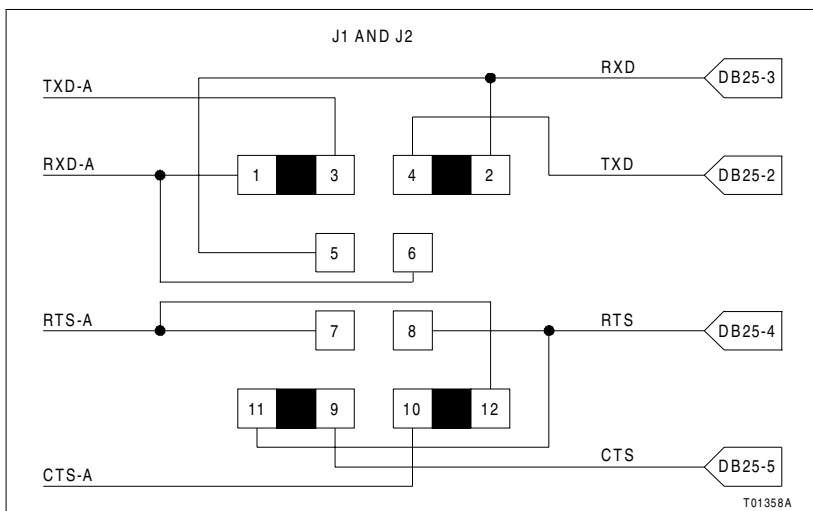 J1 AND J2
RXD
DB25-3
TXD-A
RXD-A
1 3 4 2
TXD
DB25-2
5 6
RTS-A
7 8
RTS
DB25-4
11 9 10 12
CTS
DB25-5
CTS-A
T01358A